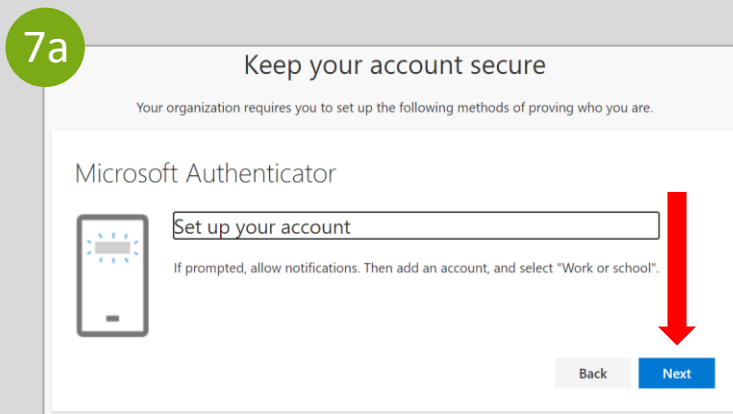 7a
Keep your account secure
Your organization requires you to set up the following methods of proving who you are.
Microsoft Authenticator
Set up your account
If prompted, allow notifications. Then add an account, and select "Work or school".
Back
Next